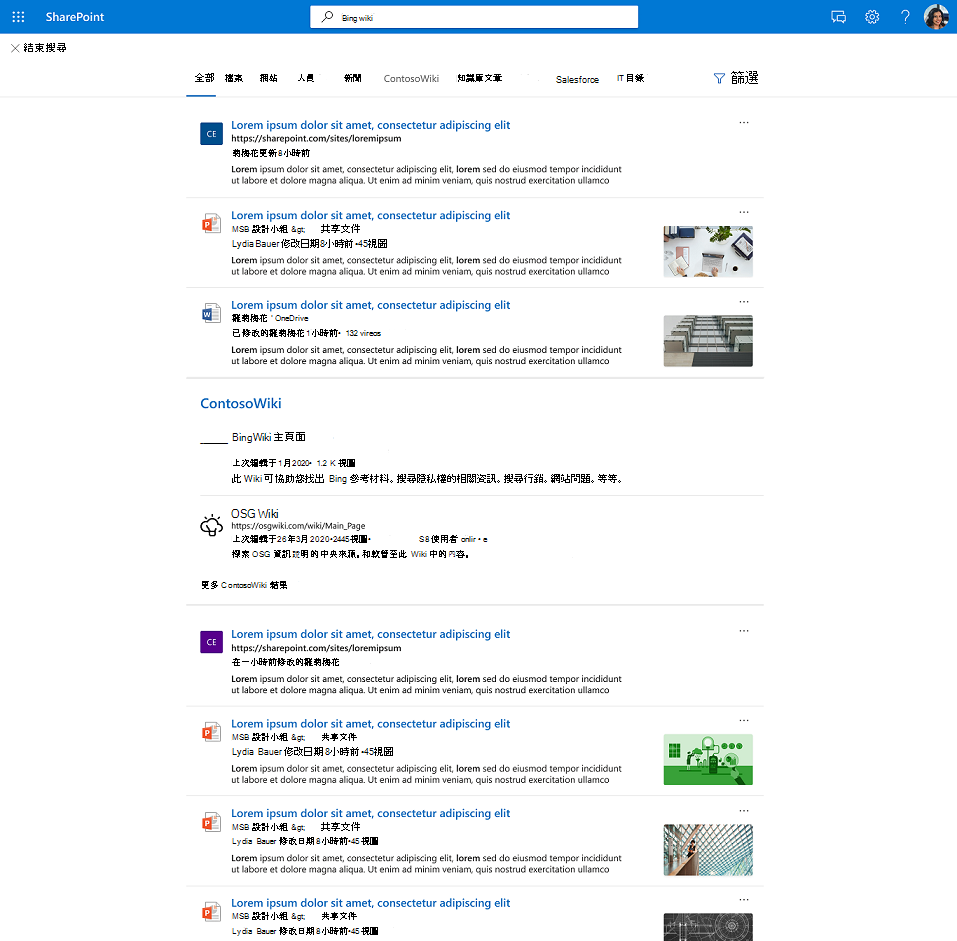 SharePoint
Bing wiki
結束搜尋
全部 檔案 網站 人員 新聞 ContosoWiki 知識庫文章 Salesforce IT 目錄 篩選
CE
Lorem ipsum dolor sit amet, consectetur adipiscing elit
https://sharepoint.com/sites/loremipsum
菊梅花更新 8 小時前
Lorem ipsum dolor sit amet, consectetur adipiscing elit, lorem sed do eiusmod tempor incididunt
ut labore et dolore magna aliqua. Ut enim ad minim veniam, quis nostrud exercitation ullamco
Lorem ipsum dolor sit amet, consectetur adipiscing elit
MSB 設計小組 &gt; 共享文件
Lydia Bauer 修改日期8小時前 •45視圖
Lorem ipsum dolor sit amet, consectetur adipiscing elit, lorem sed do eiusmod tempor incididunt
ut labore et dolore magna aliqua. Ut enim ad minim veniam, quis nostrud exercitation ullamco
Lorem ipsum dolor sit amet, consectetur adipiscing elit
雛菊梅花 ' OneDrive
已修改的雛菊梅花 1 小時前• 132 vireos
Lorem ipsum dolor sit amet, consectetur adipiscing elit, lorem sed do eiusmod tempor incididunt
ut labore et dolore magna aliqua. Ut enim ad minim veniam, quis nostrud exercitation ullamco
ContosoWiki
BingWiki 主頁面
上次編輯于 1 月 2020• 1.2 K 視圖
此 Wiki 可協助您找出 Bing 參考材料。搜尋隱私權的相關資訊。搜尋行銷。網站問題。等等。
OSG Wiki
https://osgwiki.com/wiki/Main_Page
上次編輯于26 年3 月 2020•2445視圖• S8 使用者 onlir • e
探索 OSG 資訊説明的中央來源。和軟管至此 Wiki 中的內容。
更多 ContosoWiki 結果
CE
Lorem ipsum dolor sit amet, consectetur adipiscing elit
https://sharepoint.com/sites/loremipsum
在一小時前修改的雛菊梅花
Lorem ipsum dolor sit amet, consectetur adipiscing elit, lorem sed do eiusmod tempor incididunt
ut labore et dolore magna aliqua. Ut enim ad minim veniam, quis nostrud exercitation ullamco
Lorem ipsum dolor sit amet, consectetur adipiscing elit
MSB 設計小組 &gt; 共享文件
Lydia Bauer 修改日期 8小時前 •45視圖
Lorem ipsum dolor sit amet, consectetur adipiscing elit, lorem sed do eiusmod tempor incididunt
ut labore et dolore magna aliqua. Ut enim ad minim veniam, quis nostrud exercitation ullamco
Lorem ipsum dolor sit amet, consectetur adipiscing elit
MSB 設計小組 &gt; 共享文件
Lydia Bauer 修改日期 8 小時前•45 視圖
Lorem ipsum dolor sit amet, consectetur adipiscing elit, lorem sed do eiusmod tempor incididunt
ut labore et dolore magna aliqua. Ut enim ad minim veniam, quis nostrud exercitation ullamco
Lorem ipsum dolor sit amet, consectetur adipiscing elit
MSB 設計小組 &gt; 共享文件
Lydia Bauer 修改日期 8 小時前•45 視圖